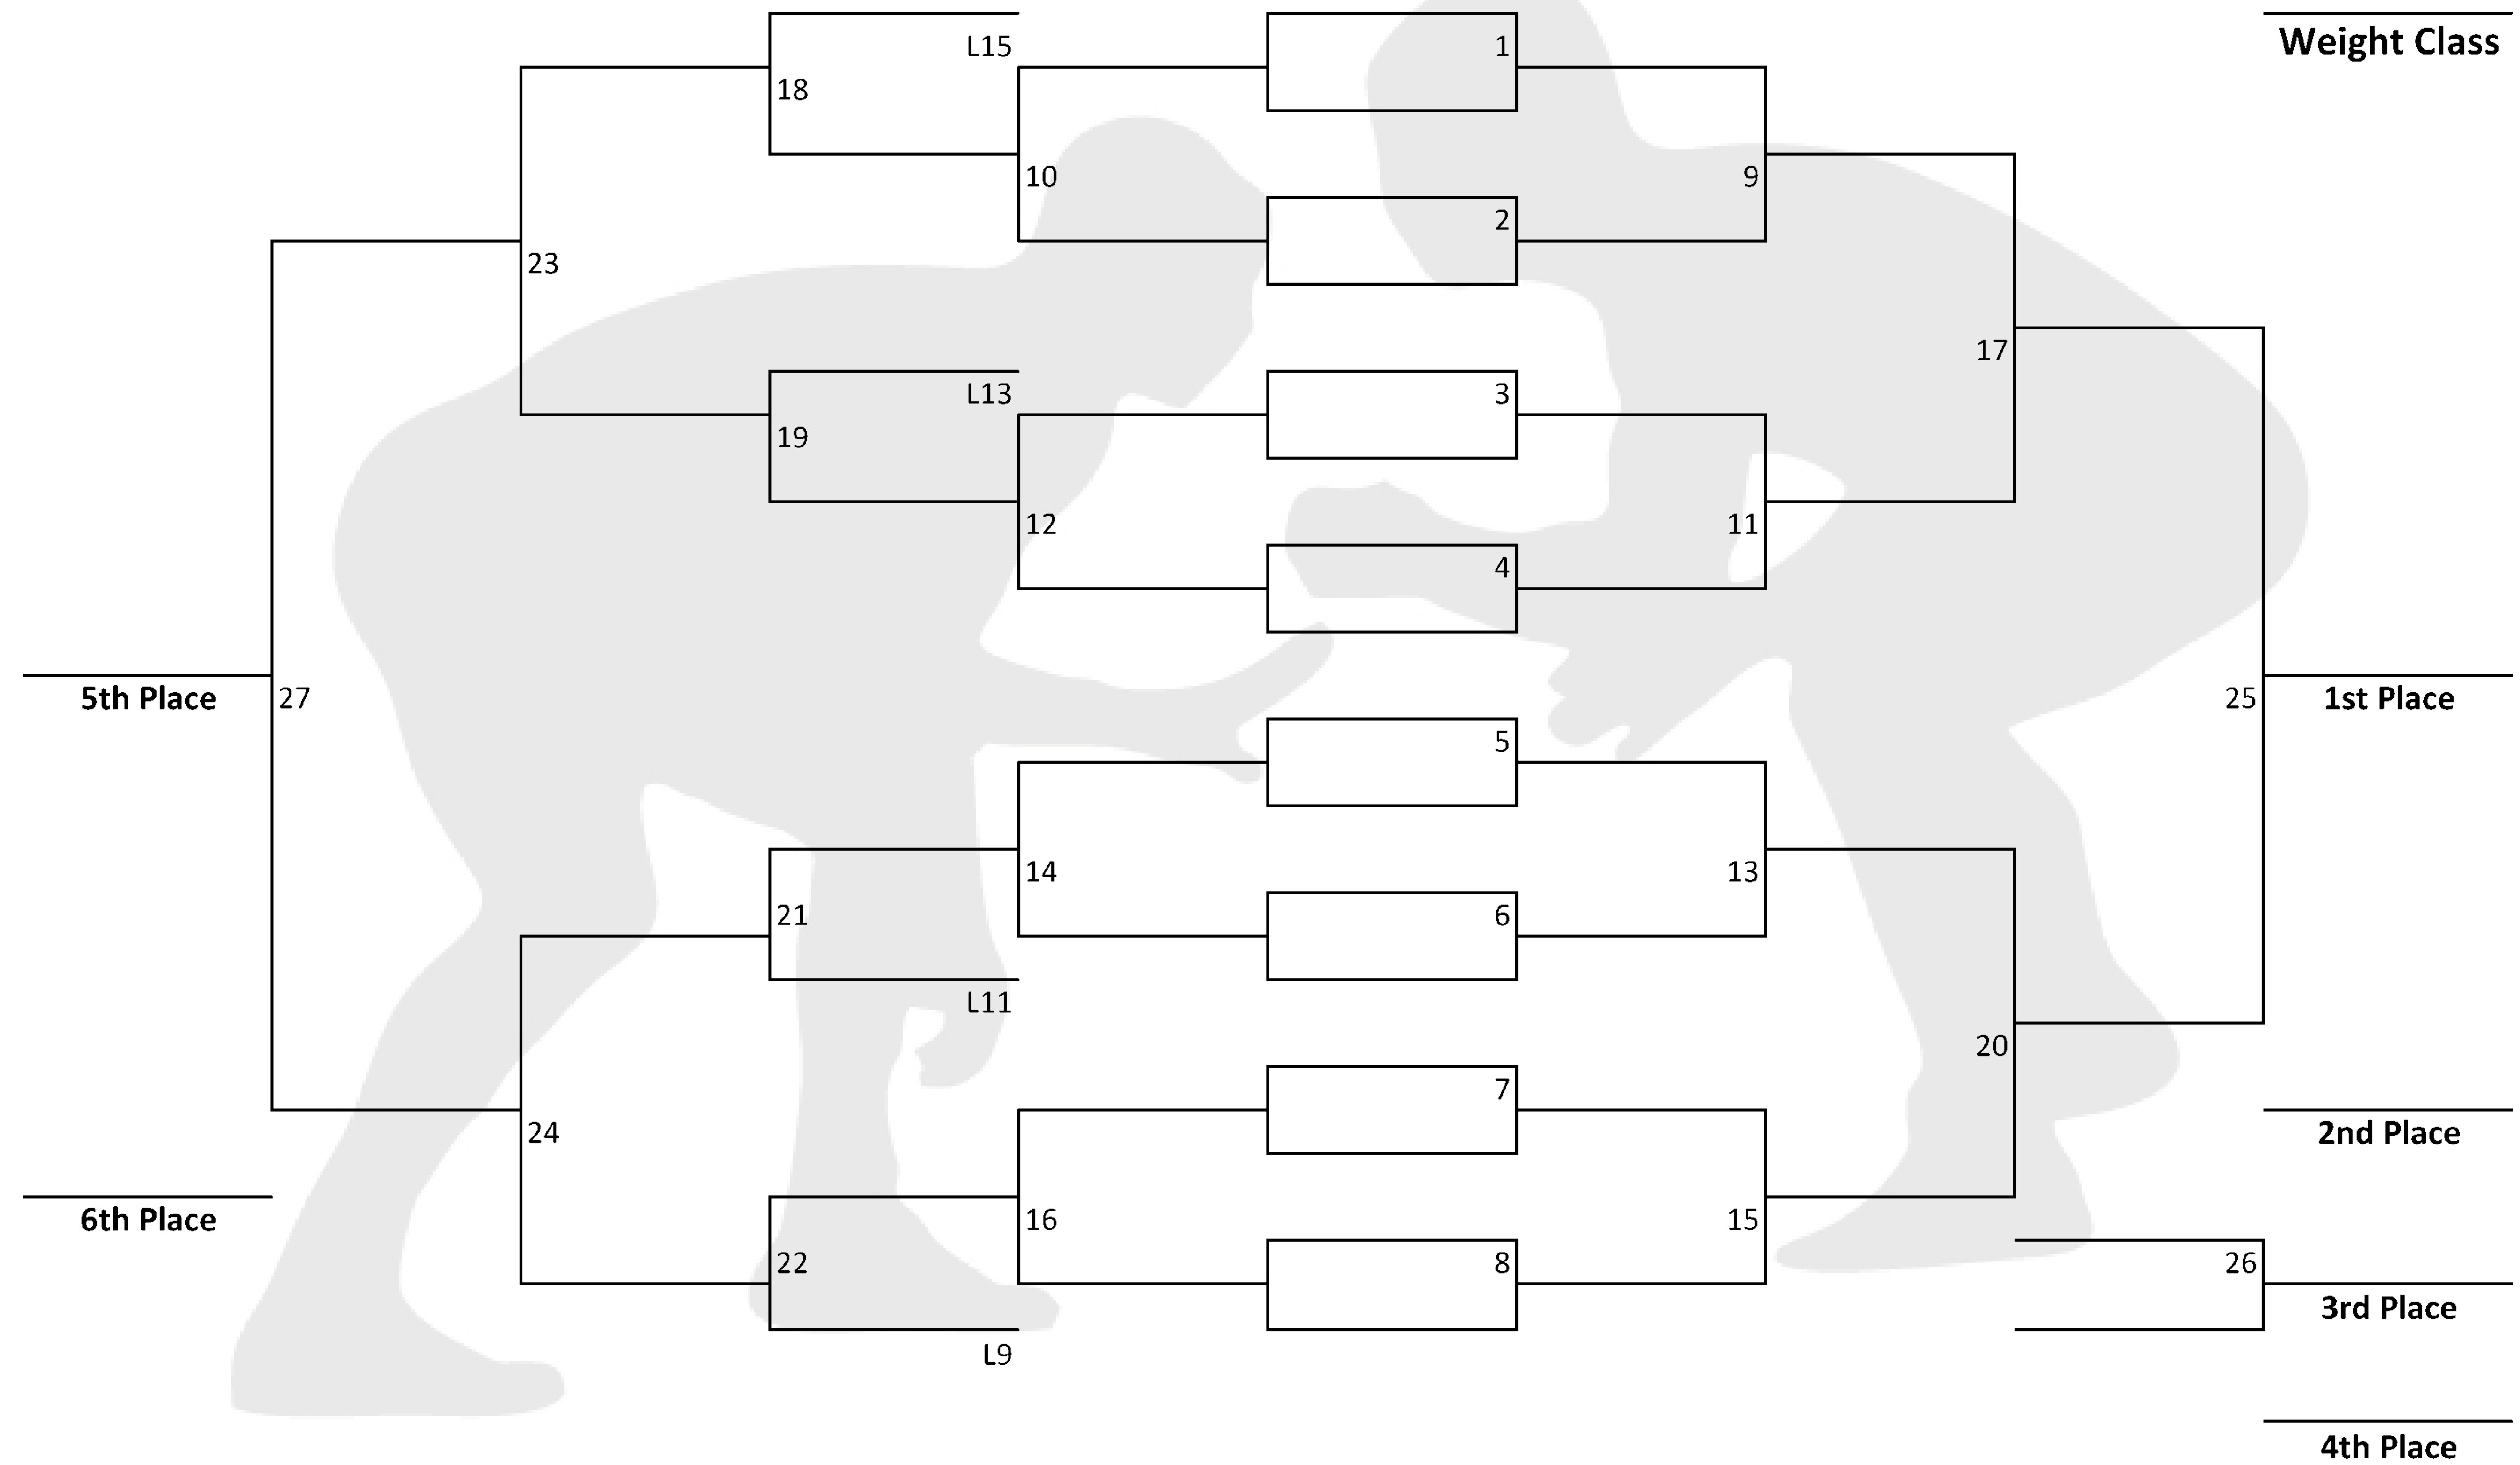 L15
1
Weight Class
18
10
9
2
23
17
L13
3
19
12
11
4
5th Place
27
25
1st Place
5
14
13
21
6
L11
20
7
24
2nd Place
6th Place
16
15
22
8
26
3rd Place
L9
4th Place